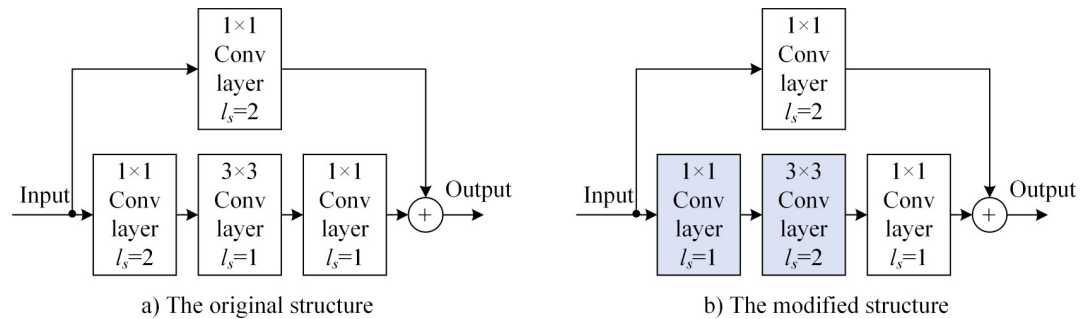 1×1
Conv
layer
lₛ=2
Input
1×1
Conv
layer
lₛ=2
3×3
Conv
layer
lₛ=1
1×1
Conv
layer
lₛ=1
+
Output
a) The original structure
1×1
Conv
layer
lₛ=2
Input
1×1
Conv
layer
lₛ=1
3×3
Conv
layer
lₛ=2
1×1
Conv
layer
lₛ=1
+
Output
b) The modified structure